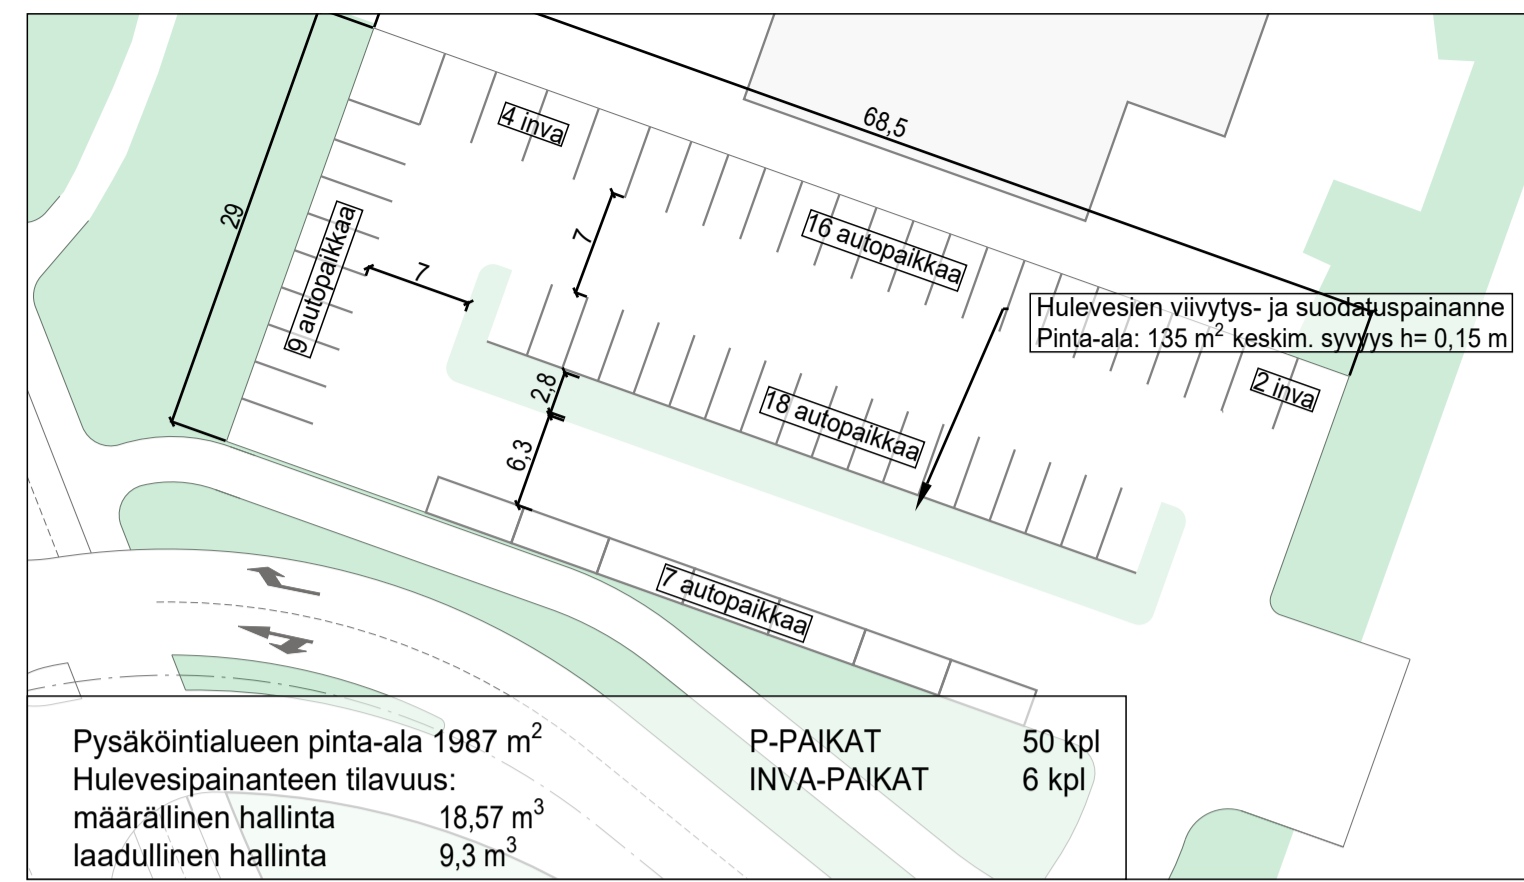 68,5
4 inva
29
7
16 autopaikkaa
9 autopaikkaa
7
Hulevesien viivytys- ja suodatuspainanne
Pinta-ala: 135 m² keskim. syvyys h= 0,15 m
2,8
2 inva
18 autopaikkaa
6,3
7 autopaikkaa
Pysäköintialueen pinta-ala 1987 m²
Hulevesipainanteen tilavuus:
määrällinen hallinta 18,57 m³
laadullinen hallinta 9,3 m³
P-PAIKAT 50 kpl
INVA-PAIKAT 6 kpl